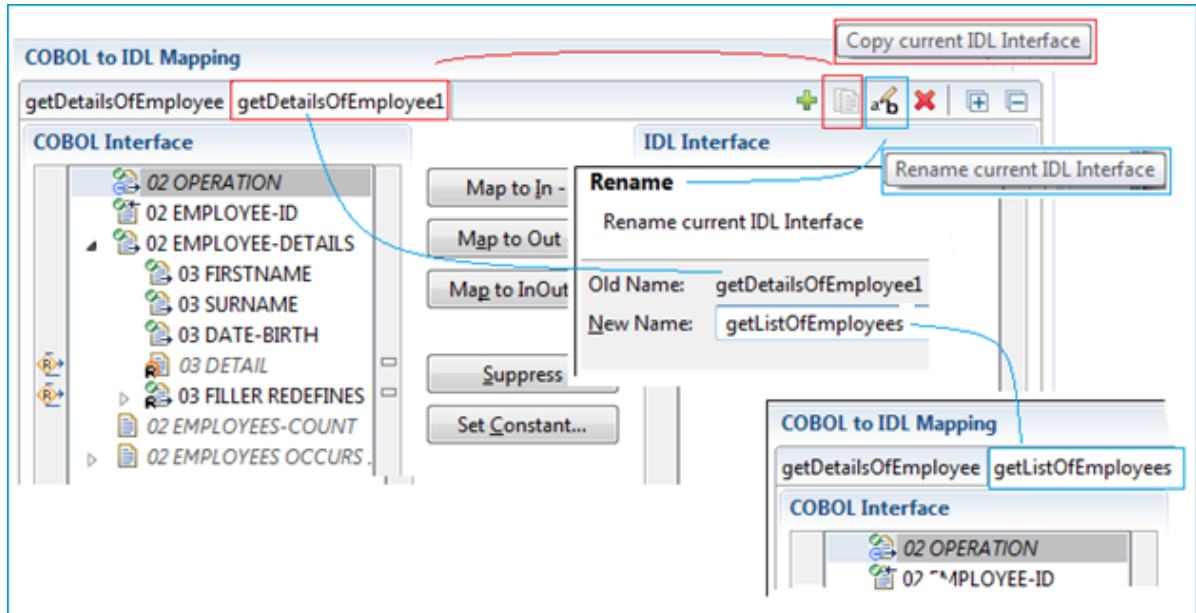 Copy current IDL Interface
COBOL to IDL Mapping
getDetailsOfEmployee getDetailsOfEmployee1
COBOL Interface
IDL Interface
Rename current IDL Interface
02 OPERATION
02 EMPLOYEE-ID
02 EMPLOYEE-DETAILS
03 FIRSTNAME
03 SURNAME
03 DATE-BIRTH
03 DETAIL
03 FILLER REDEFINES
02 EMPLOYEES-COUNT
02 EMPLOYEES OCCURS .
Map to In -
Map to Out
Map to InOut
Suppress
Set Constant...
Rename
Rename current IDL Interface
Old Name: getDetailsOfEmployee1
New Name: getListOfEmployees
COBOL to IDL Mapping
getDetailsOfEmployee getListOfEmployees
COBOL Interface
02 OPERATION
02 MPLOYEE-ID